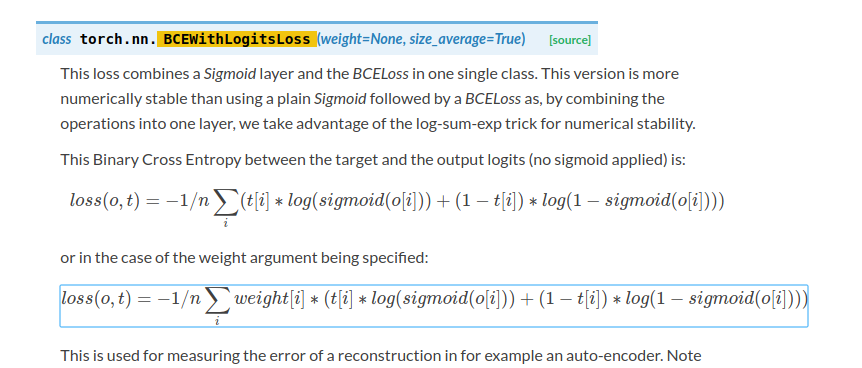 class torch.nn. BCEWithLogitsLoss (weight=None, size_average=True) [source]
This loss combines a Sigmoid layer and the BCELoss in one single class. This version is more
numerically stable than using a plain Sigmoid followed by a BCELoss as, by combining the
operations into one layer, we take advantage of the log-sum-exp trick for numerical stability.
This Binary Cross Entropy between the target and the output logits (no sigmoid applied) is:
loss(o, t) = −1/n ∑_i (t[i] ∗ log(sigmoid(o[i])) + (1 − t[i]) ∗ log(1 − sigmoid(o[i])))
or in the case of the weight argument being specified:
loss(o, t) = −1/n ∑_i weight[i] ∗ (t[i] ∗ log(sigmoid(o[i])) + (1 − t[i]) ∗ log(1 − sigmoid(o[i])))
This is used for measuring the error of a reconstruction in for example an auto-encoder. Note